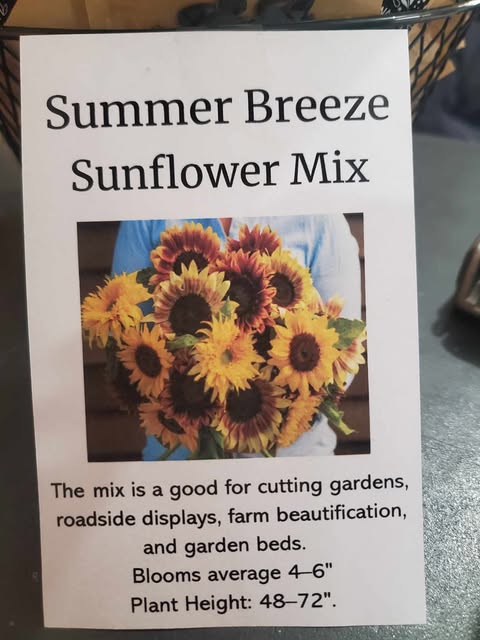 Summer Breeze
Sunflower Mix
The mix is a good for cutting gardens,
roadside displays, farm beautification,
and garden beds.
Blooms average 4–6"
Plant Height: 48–72".